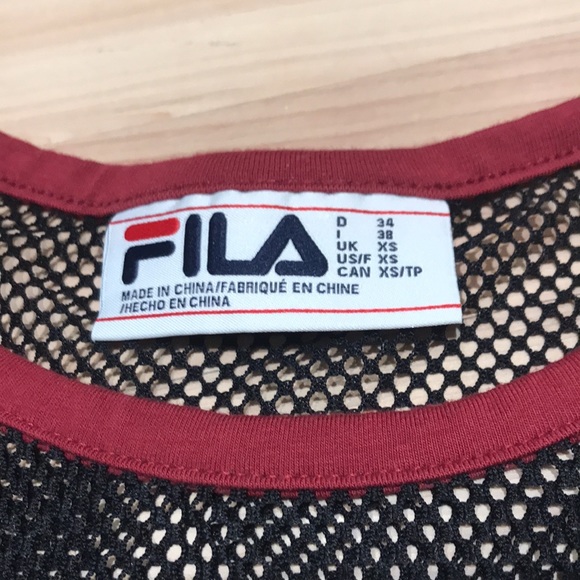 FILA
D 34
I 38
UK XS
US/F XS
CAN XS/TP
MADE IN CHINA/FABRIQUÉ EN CHINE
/HECHO EN CHINA